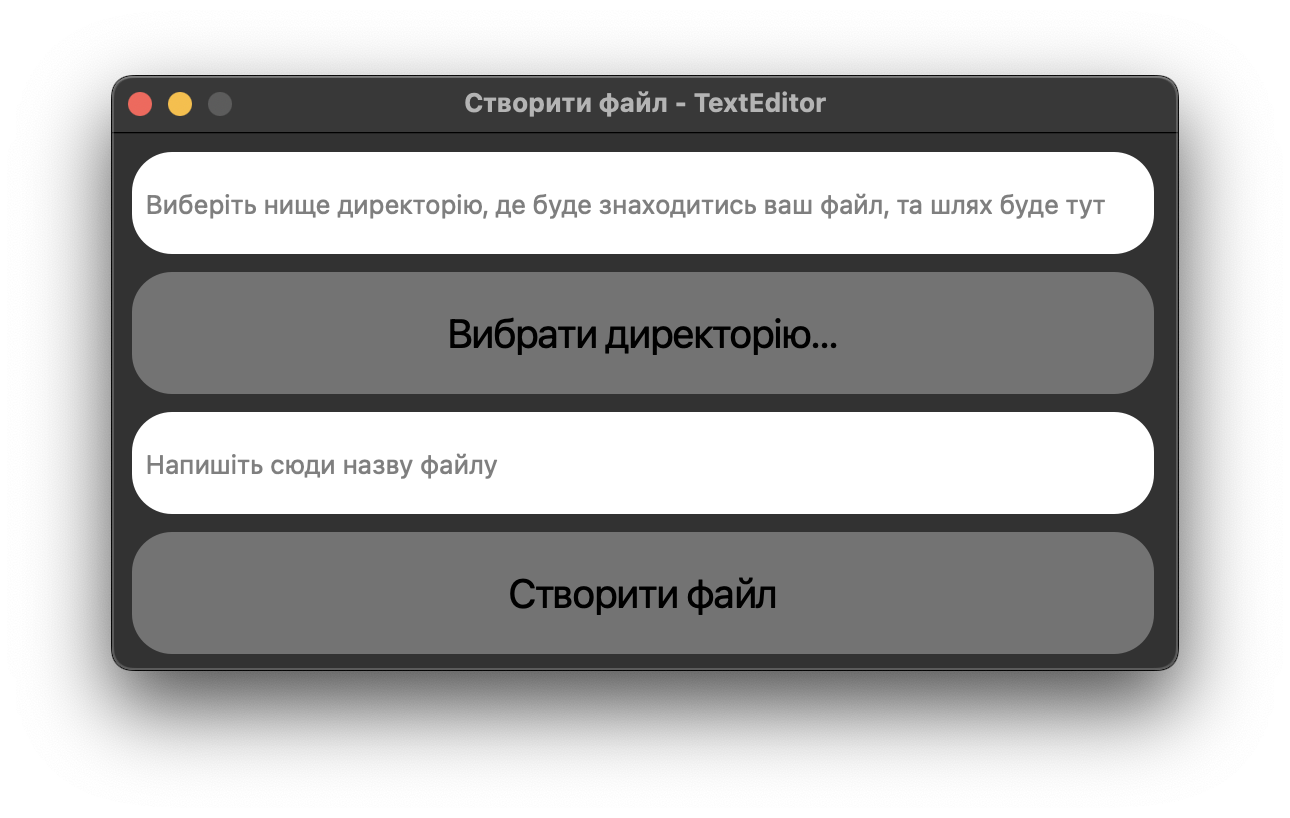 Створити файл - TextEditor
Виберіть нище директорію, де буде знаходитись ваш файл, та шлях буде тут
Вибрати директорію...
Напишіть сюди назву файлу
Створити файл